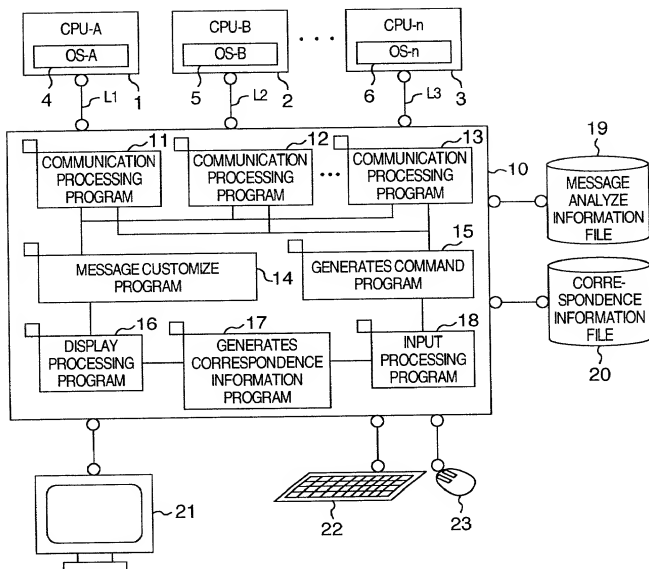 CPU-A
OS-A
4
L1
1
CPU-B
OS-B
5
L2
2
. . .
CPU-n
OS-n
6
L3
3
11
COMMUNICATION
PROCESSING
PROGRAM
12
COMMUNICATION
PROCESSING
PROGRAM
...
13
COMMUNICATION
PROCESSING
PROGRAM
10
19
MESSAGE
ANALYZE
INFORMATION
FILE
MESSAGE CUSTOMIZE
PROGRAM
14
15
GENERATES COMMAND
PROGRAM
16
DISPLAY
PROCESSING
PROGRAM
17
GENERATES
CORRESPONDENCE
INFORMATION PROGRAM
18
INPUT
PROCESSING
PROGRAM
CORRE-
SPONDENCE
INFORMATION
FILE
20
21
22
23